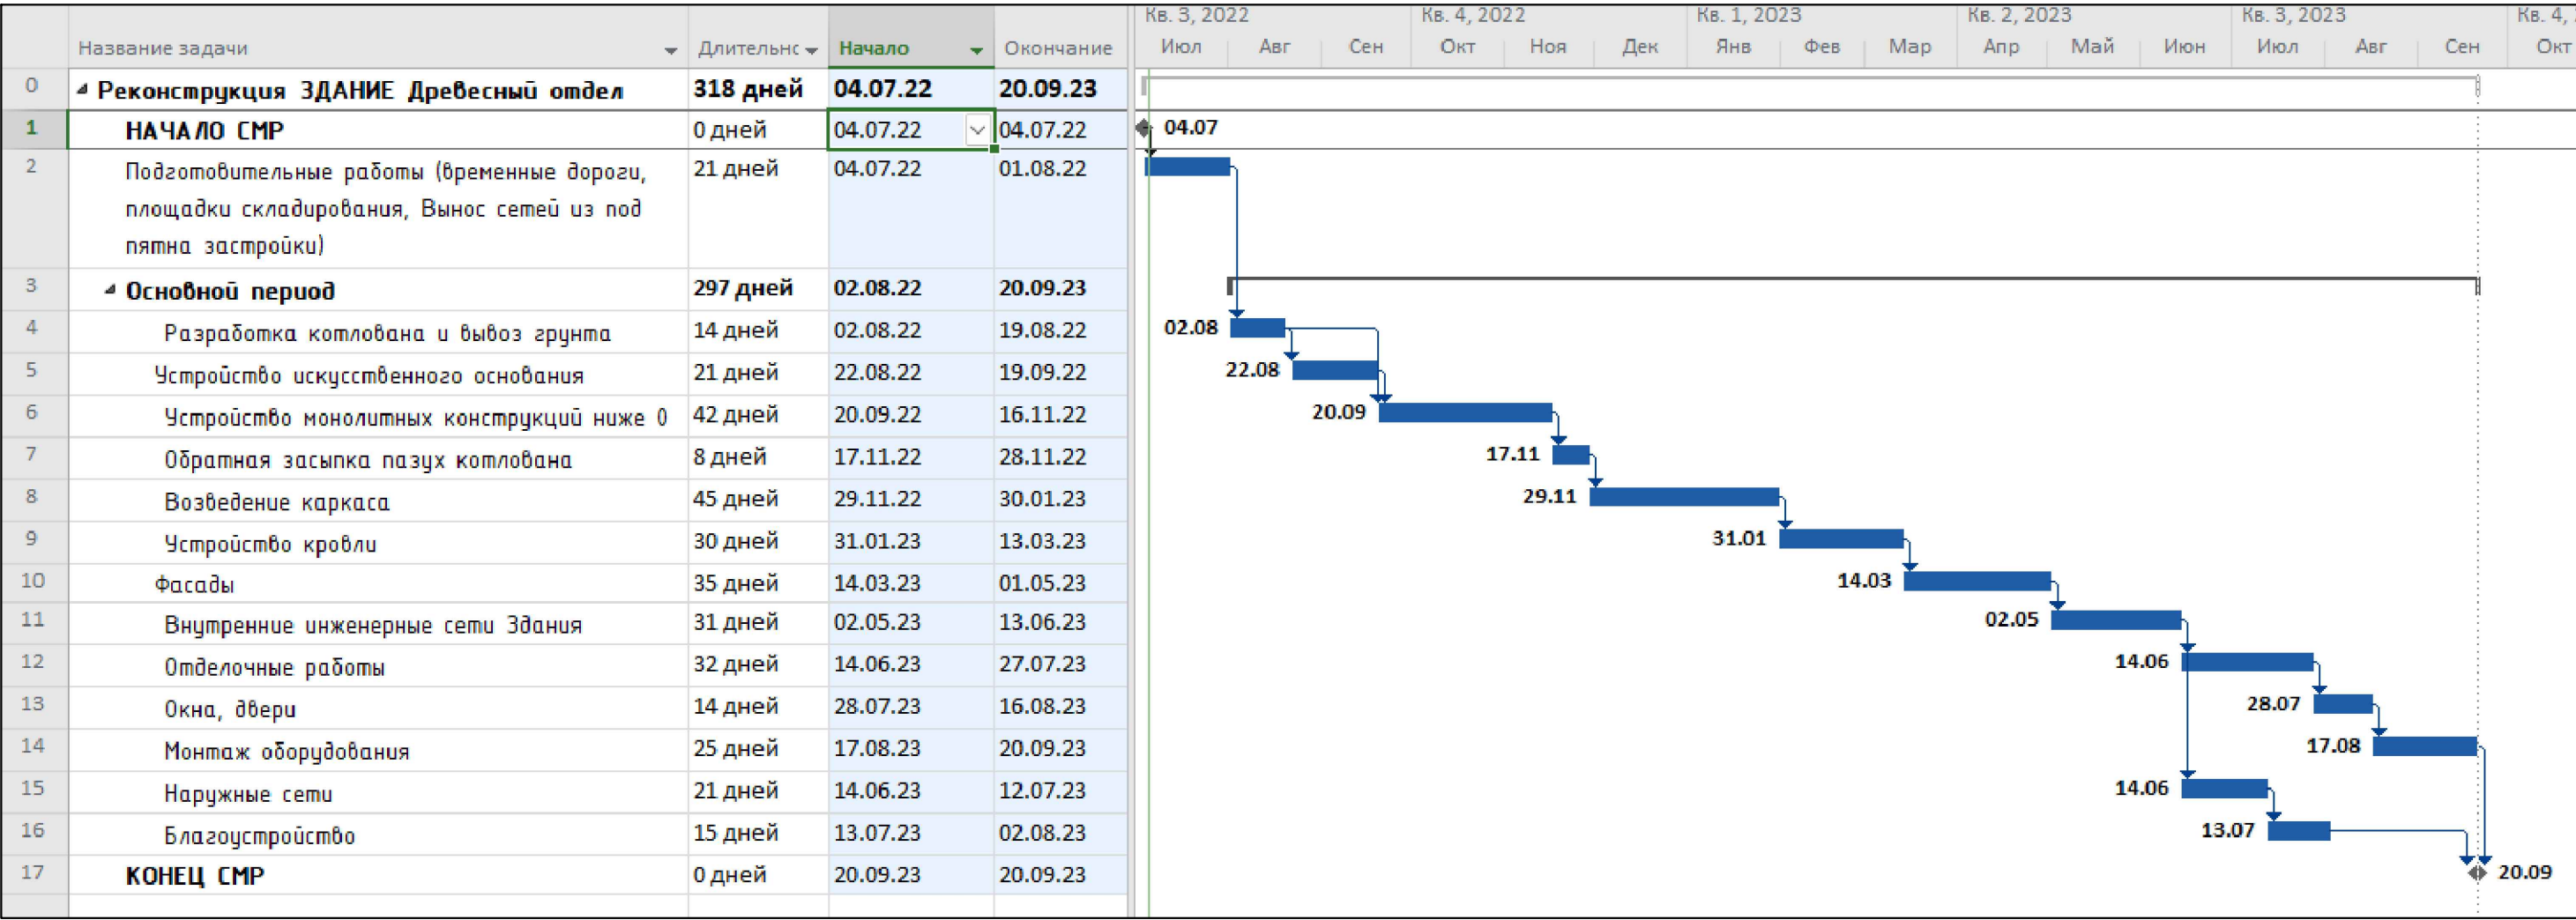 Кв. 3, 2022 Кв. 4, 2022 Кв. 1, 2023 Кв. 2, 2023 Кв. 3, 2023 Кв. 4,
Название задачи Длительнс Начало Окончание Июл Авг Сен Окт Ноя Дек Янв Фев Мар Апр Май Июн Июл Авг Сен Окт
0 Реконструкция ЗДАНИЕ Древесный отдел 318 дней 04.07.22 20.09.23
1 НАЧАЛО СМР 0 дней 04.07.22 04.07.22 04.07
2 Подготовительные работы (временные дороги, 21 дней 04.07.22 01.08.22
площадки складирования, Вынос сетей из под
пятна застройки)
3 Основной период 297 дней 02.08.22 20.09.23
4 Разработка котлована и вывоз грунта 14 дней 02.08.22 19.08.22 02.08
5 Устройство искусственного основания 21 дней 22.08.22 19.09.22 22.08
6 Устройство монолитных конструкций ниже 0 42 дней 20.09.22 16.11.22 20.09
7 Обратная засыпка пазух котлована 8 дней 17.11.22 28.11.22 17.11
8 Возведение каркаса 45 дней 29.11.22 30.01.23 29.11
9 Устройство кровли 30 дней 31.01.23 13.03.23 31.01
10 Фасады 35 дней 14.03.23 01.05.23 14.03
11 Внутренние инженерные сети Здания 31 дней 02.05.23 13.06.23 02.05
12 Отделочные работы 32 дней 14.06.23 27.07.23 14.06
13 Окна, двери 14 дней 28.07.23 16.08.23 28.07
14 Монтаж оборудования 25 дней 17.08.23 20.09.23 17.08
15 Наружные сети 21 дней 14.06.23 12.07.23 14.06
16 Благоустройство 15 дней 13.07.23 02.08.23 13.07
17 КОНЕЦ СМР 0 дней 20.09.23 20.09.23 20.09